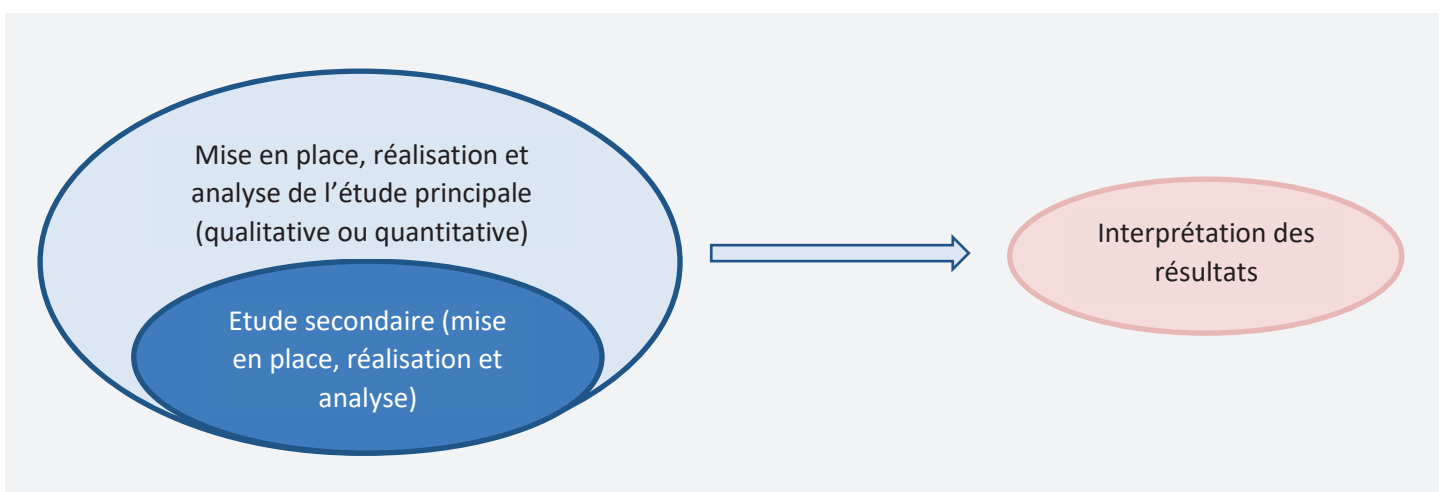 Mise en place, réalisation et
analyse de l’étude principale
(qualitative ou quantitative)
Etude secondaire (mise
en place, réalisation et
analyse)
Interprétation des
résultats